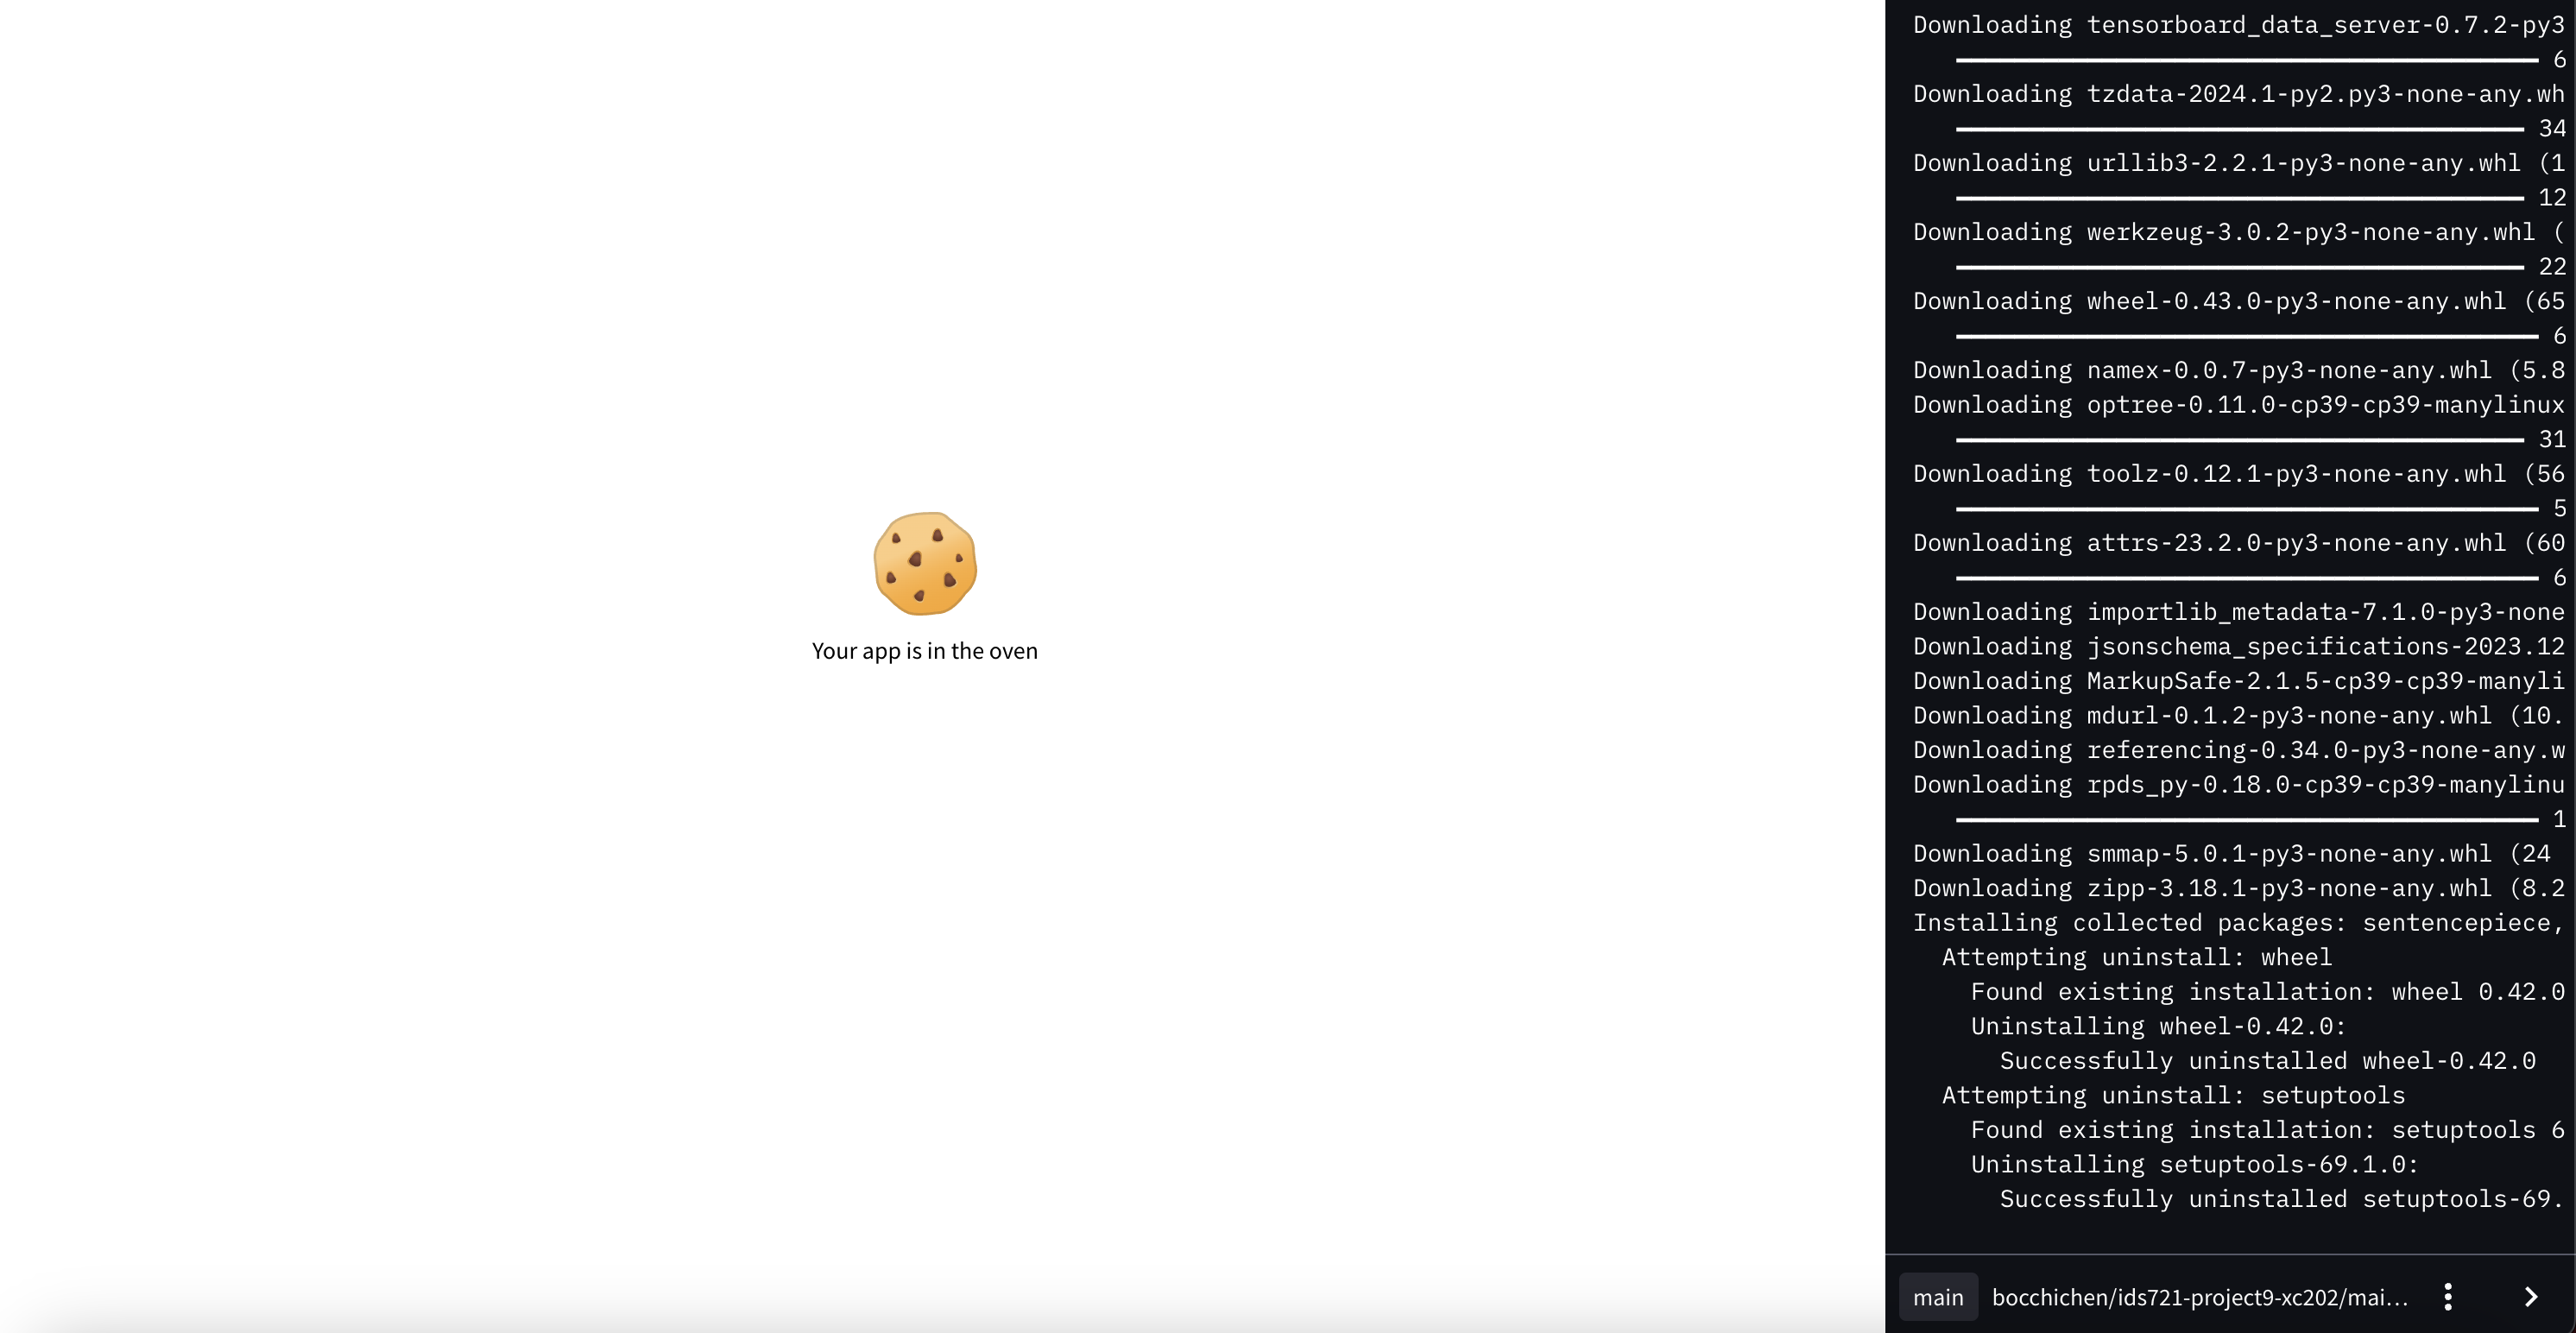 Your app is in the oven
Downloading tensorboard_data_server-0.7.2-py3
6
Downloading tzdata-2024.1-py2.py3-none-any.wh
34
Downloading urllib3-2.2.1-py3-none-any.whl (1
12
Downloading werkzeug-3.0.2-py3-none-any.whl (
22
Downloading wheel-0.43.0-py3-none-any.whl (65
6
Downloading namex-0.0.7-py3-none-any.whl (5.8
Downloading optree-0.11.0-cp39-cp39-manylinux
31
Downloading toolz-0.12.1-py3-none-any.whl (56
5
Downloading attrs-23.2.0-py3-none-any.whl (60
6
Downloading importlib_metadata-7.1.0-py3-none
Downloading jsonschema_specifications-2023.12
Downloading MarkupSafe-2.1.5-cp39-cp39-manyli
Downloading mdurl-0.1.2-py3-none-any.whl (10.
Downloading referencing-0.34.0-py3-none-any.w
Downloading rpds_py-0.18.0-cp39-cp39-manylinu
1
Downloading smmap-5.0.1-py3-none-any.whl (24
Downloading zipp-3.18.1-py3-none-any.whl (8.2
Installing collected packages: sentencepiece,
Attempting uninstall: wheel
Found existing installation: wheel 0.42.0
Uninstalling wheel-0.42.0:
Successfully uninstalled wheel-0.42.0
Attempting uninstall: setuptools
Found existing installation: setuptools 6
Uninstalling setuptools-69.1.0:
Successfully uninstalled setuptools-69.
main bocchichen/ids721-project9-xc202/mai…